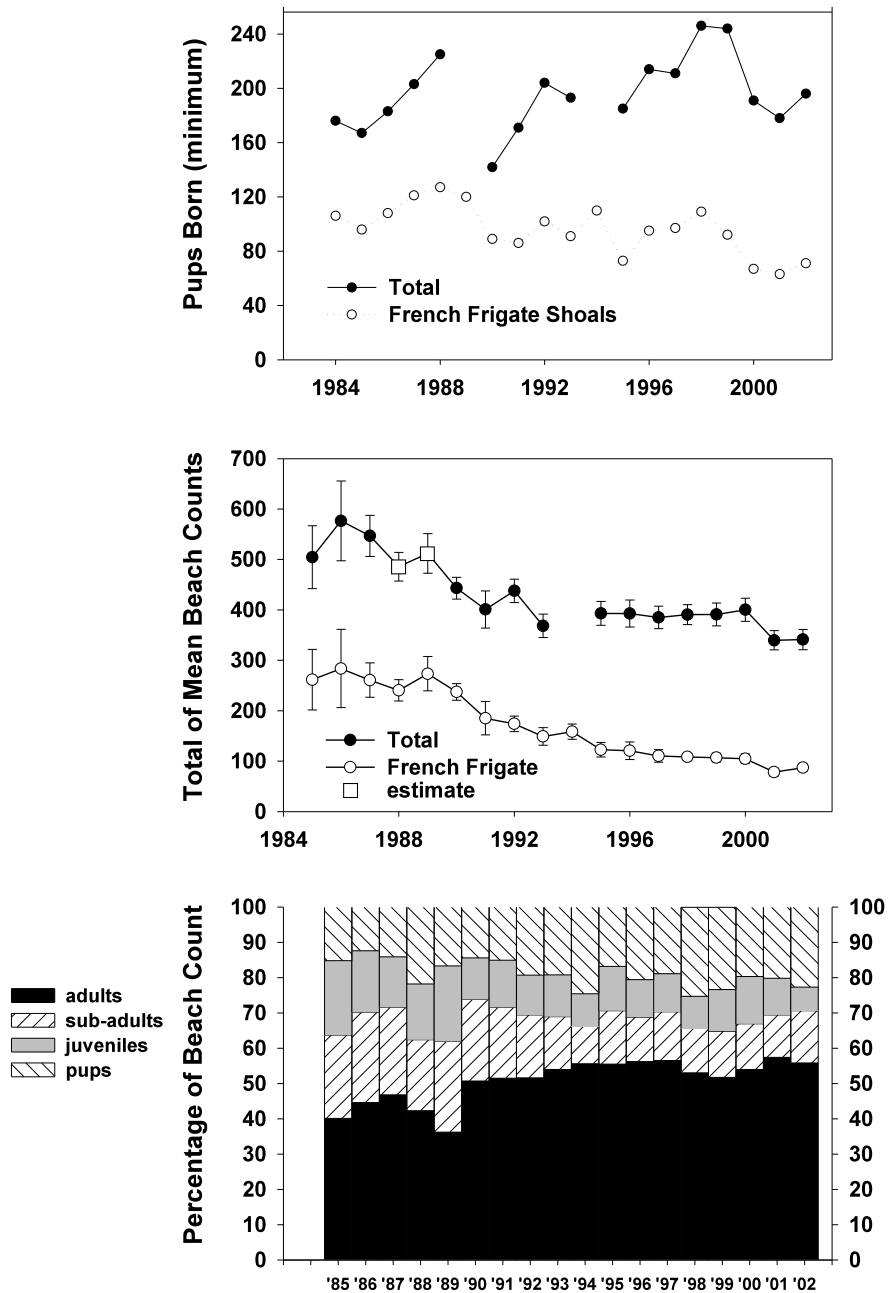 Pups Born (minimum)
240
200
160
120
80
40
0
Total
French Frigate Shoals
1984 1988 1992 1996 2000
Total of Mean Beach Counts
700
600
500
400
300
200
100
0
Total
French Frigate
estimate
1984 1988 1992 1996 2000
Percentage of Beach Count
100 100
90 90
80 80
70 70
60 60
50 50
40 40
30 30
20 20
10 10
0 0
adults
sub-adults
juveniles
pups
'85 '86 '87 '88 '89 '90 '91 '92 '93 '94 '95 '96 '97 '98 '99 '00 '01 '02